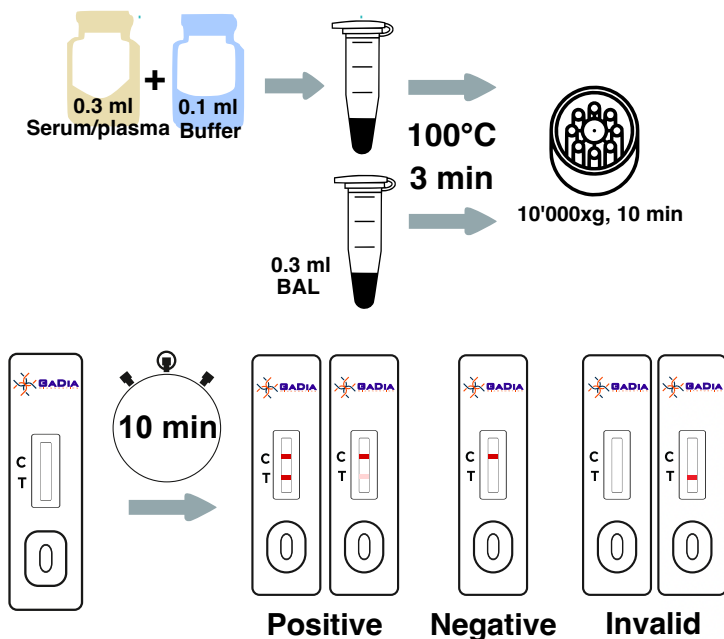 +
0.3 ml
Serum/plasma
0.1 ml
Buffer
100°C
3 min
0.3 ml
BAL
10'000xg, 10 min
GADIA
C
T
10 min
GADIA
C
T
GADIA
C
T
GADIA
C
T
GADIA
C
T
GADIA
C
T
Positive
Negative
Invalid